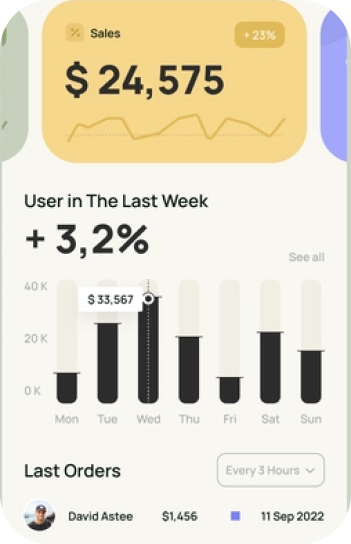 Sales
+ 23%
$ 24,575
User in The Last Week
+ 3,2%
See all
40 K
$ 33,567
20 K
0 K
Mon Tue Wed Thu Fri Sat Sun
Last Orders
Every 3 Hours
David Astee $1,456 11 Sep 2022